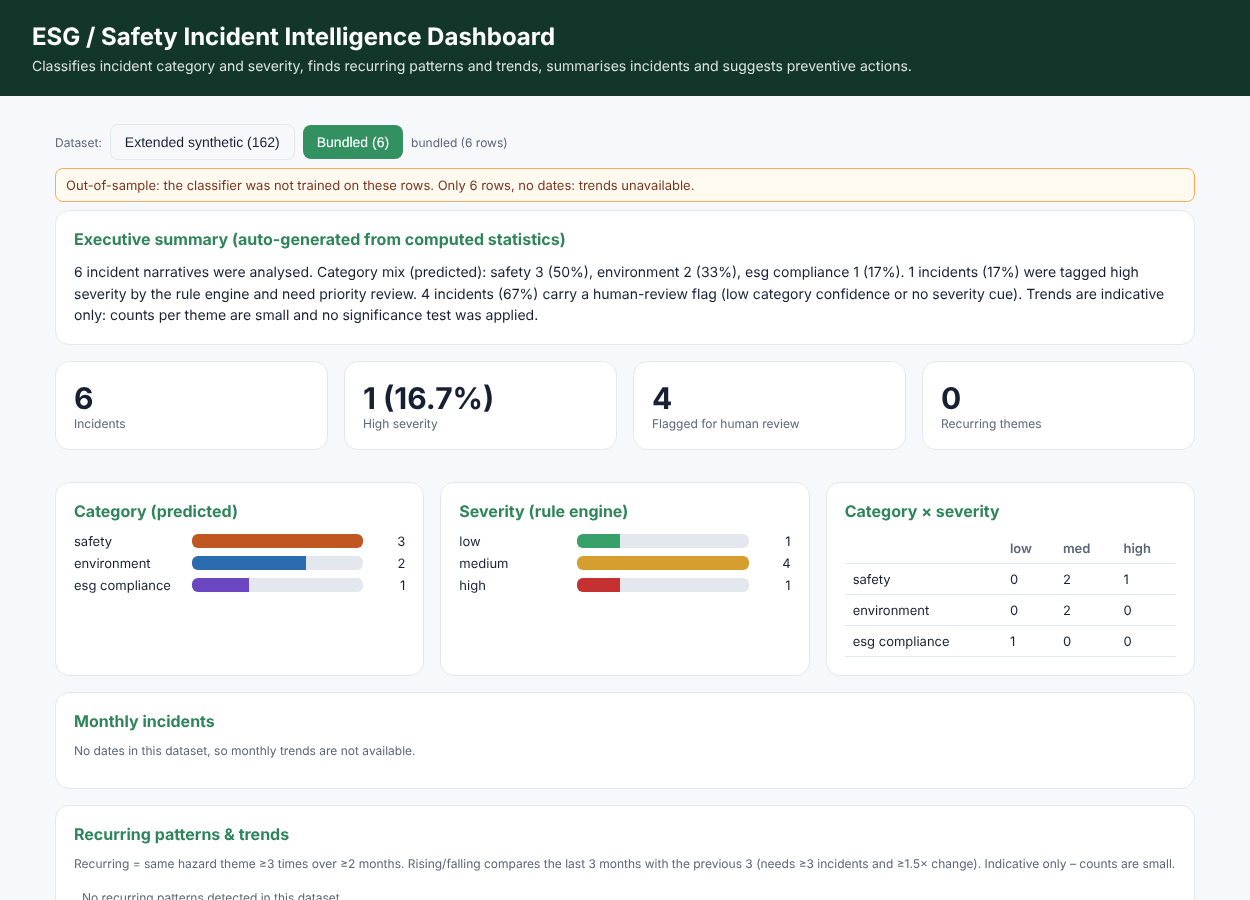 ESG / Safety Incident Intelligence Dashboard
Classifies incident category and severity, finds recurring patterns and trends, summarises incidents and suggests preventive actions.
Dataset: Extended synthetic (162) Bundled (6) bundled (6 rows)
Out-of-sample: the classifier was not trained on these rows. Only 6 rows, no dates: trends unavailable.
Executive summary (auto-generated from computed statistics)
6 incident narratives were analysed. Category mix (predicted): safety 3 (50%), environment 2 (33%), esg compliance 1 (17%). 1 incidents (17%) were tagged high
severity by the rule engine and need priority review. 4 incidents (67%) carry a human-review flag (low category confidence or no severity cue). Trends are indicative
only: counts per theme are small and no significance test was applied.
6
Incidents
1 (16.7%)
High severity
4
Flagged for human review
0
Recurring themes
Category (predicted)
safety 3
environment 2
esg compliance 1
Severity (rule engine)
low 1
medium 4
high 1
Category × severity
low med high
safety 0 2 1
environment 0 2 0
esg compliance 1 0 0
Monthly incidents
No dates in this dataset, so monthly trends are not available.
Recurring patterns & trends
Recurring = same hazard theme ≥3 times over ≥2 months. Rising/falling compares the last 3 months with the previous 3 (needs ≥3 incidents and ≥1.5× change). Indicative only – counts are small.
No recurring patterns detected in this dataset